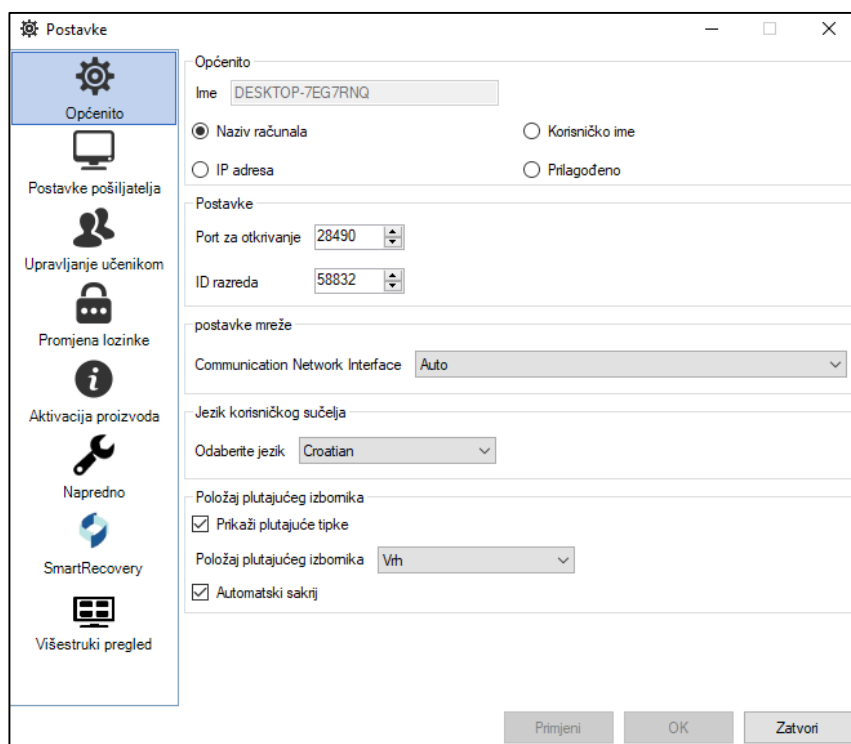 Postavke
Općenito
Postavke pošiljatelja
Upravljanje učenikom
Promjena lozinke
Aktivacija proizvoda
Napredno
SmartRecovery
Višestruki pregled
Općenito
Ime DESKTOP-7EG7RNQ
Naziv računala Korisničko ime
IP adresa Prilagođeno
Postavke
Port za otkrivanje 28490
ID razreda 58832
postavke mreže
Communication Network Interface Auto
Jezik korisničkog sučelja
Odaberite jezik Croatian
Položaj plutajućeg izbornika
Prikaži plutajuće tipke
Položaj plutajućeg izbornika Vrh
Automatski sakrij
Primjeni OK Zatvori